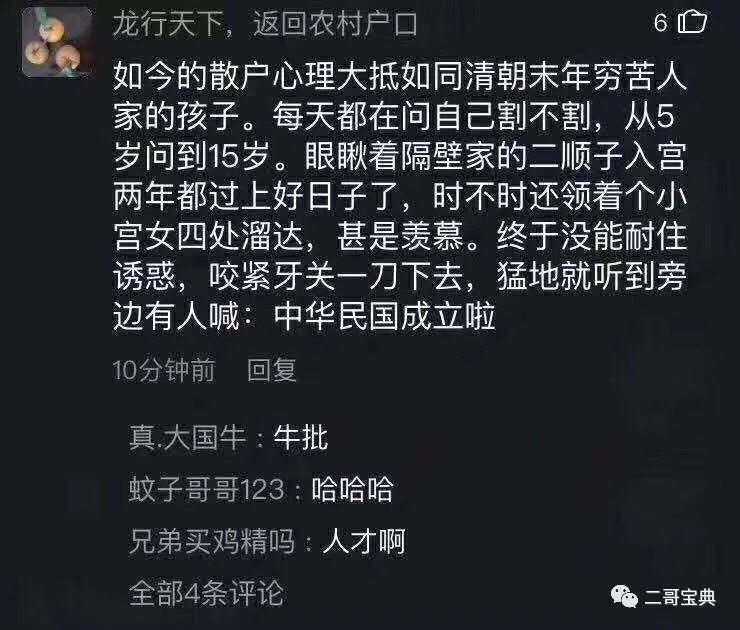 龙行天下，返回农村户口
6
如今的散户心理大抵如同清朝末年穷苦人
家的孩子。每天都在问自己割不割，从5
岁问到15岁。眼瞅着隔壁家的二顺子入宫
两年都过上好日子了，时不时还领着个小
宫女四处溜达，甚是羡慕。终于没能耐住
诱惑，咬紧牙关一刀下去，猛地就听到旁
边有人喊：中华民国成立啦
10分钟前 回复
真.大国牛：牛批
蚊子哥哥123：哈哈哈
兄弟买鸡精吗：人才啊
全部4条评论
二哥宝典